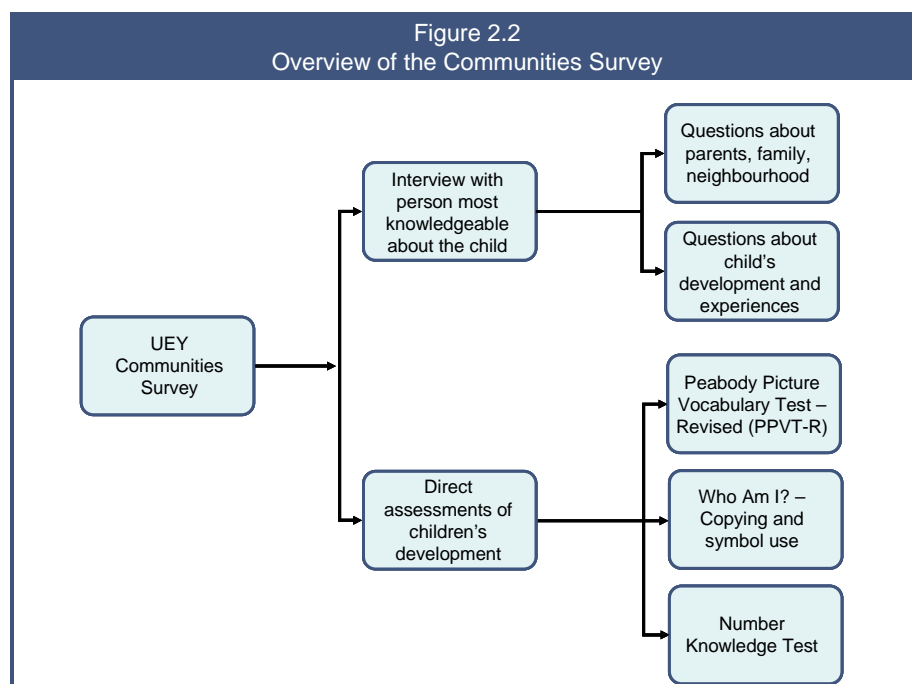 Figure 2.2
Overview of the Communities Survey
Questions about
parents, family,
neighbourhood
Interview with
person most
knowledgeable
about the child
Questions about
child's
development and
experiences
UEY
Communities
Survey
Peabody Picture
Vocabulary Test –
Revised (PPVT-R)
Direct
assessments of
children's
development
Who Am I? –
Copying and
symbol use
Number
Knowledge Test